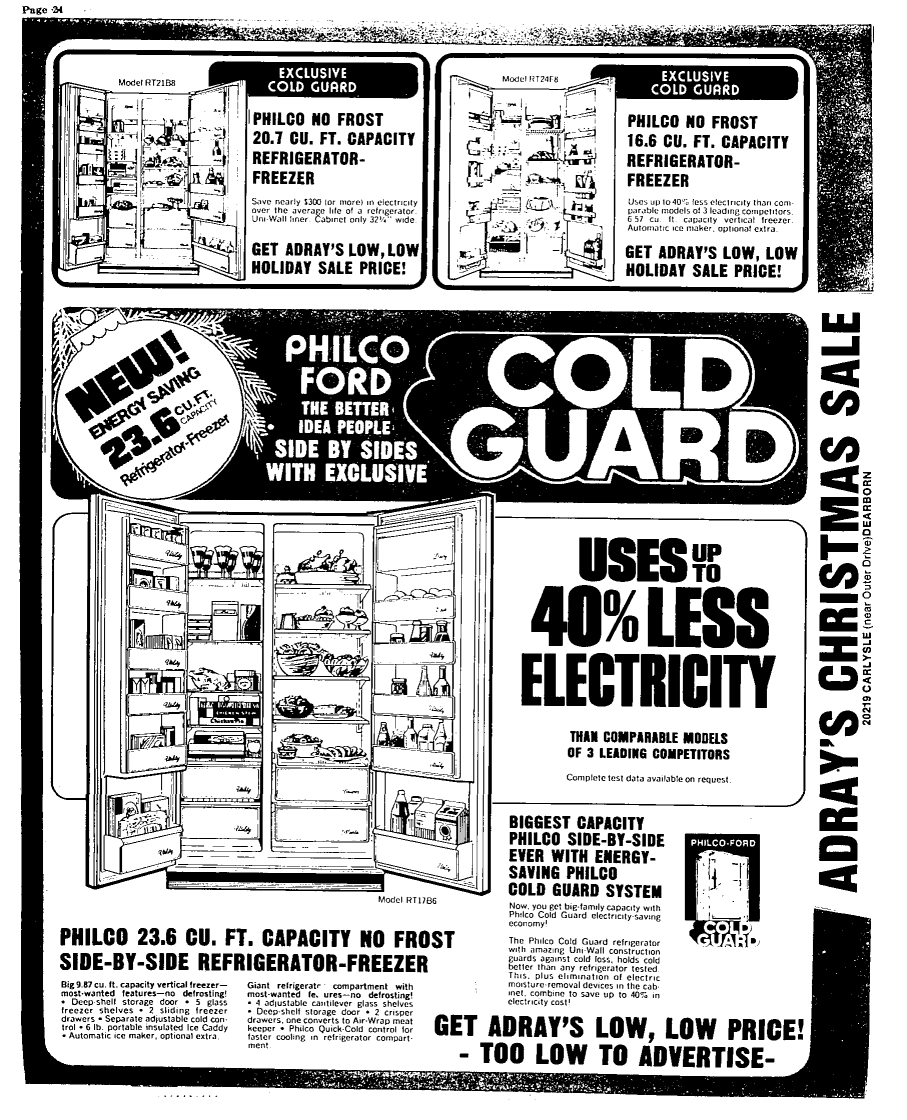 Page 24
Model RT21B8
EXCLUSIVE
COLD GUARD
PHILCO NO FROST
20.7 CU. FT. CAPACITY
REFRIGERATOR-
FREEZER
Save nearly $300 (or more) in electricity
over the average life of a refrigerator.
Uni-Wall liner. Cabinet only 32¼" wide.
GET ADRAY'S LOW, LOW
HOLIDAY SALE PRICE!
Model RT24F8
EXCLUSIVE
COLD GUARD
PHILCO NO FROST
16.6 CU. FT. CAPACITY
REFRIGERATOR-
FREEZER
Uses up to 40% less electricity than com-
parable models of 3 leading competitors.
6.57 cu. ft. capacity vertical freezer.
Automatic ice maker, optional extra.
GET ADRAY'S LOW, LOW
HOLIDAY SALE PRICE!
NEW!
ENERGY SAVING
23.6 CU. FT.
CAPACITY
Refrigerator-Freezer
PHILCO
FORD
THE BETTER
IDEA PEOPLE
SIDE BY SIDES
WITH EXCLUSIVE
COLD
GUARD
ADRAY'S CHRISTMAS SALE
20219 CARLYSLE (near Outer Drive) DEARBORN
USES UP TO
40% LESS
ELECTRICITY
THAN COMPARABLE MODELS
OF 3 LEADING COMPETITORS
Complete test data available on request.
Model RT17B6
BIGGEST CAPACITY
PHILCO SIDE-BY-SIDE
EVER WITH ENERGY-
SAVING PHILCO
COLD GUARD SYSTEM
Now, you get big-family capacity with
Philco Cold Guard electricity-saving
economy!
The Philco Cold Guard refrigerator
with amazing Uni-Wall construction
guards against cold loss, holds cold
better than any refrigerator tested.
This, plus elimination of electric
moisture-removal devices in the cab-
inet, combine to save up to 40% in
electricity cost!
PHILCO-FORD
COLD
GUARD
PHILCO 23.6 CU. FT. CAPACITY NO FROST
SIDE-BY-SIDE REFRIGERATOR-FREEZER
Big 9.87 cu. ft. capacity vertical freezer—
most-wanted features—no defrosting!
• Deep-shelf storage door • 5 glass
freezer shelves • 2 sliding freezer
drawers • Separate adjustable cold con-
trol • 6 lb. portable insulated Ice Caddy
• Automatic ice maker, optional extra.
Giant refrigerator compartment with
most-wanted features—no defrosting!
• 4 adjustable cantilever glass shelves
• Deep-shelf storage door • 2 crisper
drawers, one converts to Air-Wrap meat
keeper • Philco Quick-Cold control for
faster cooling in refrigerator compart-
ment
GET ADRAY'S LOW, LOW PRICE!
- TOO LOW TO ADVERTISE-